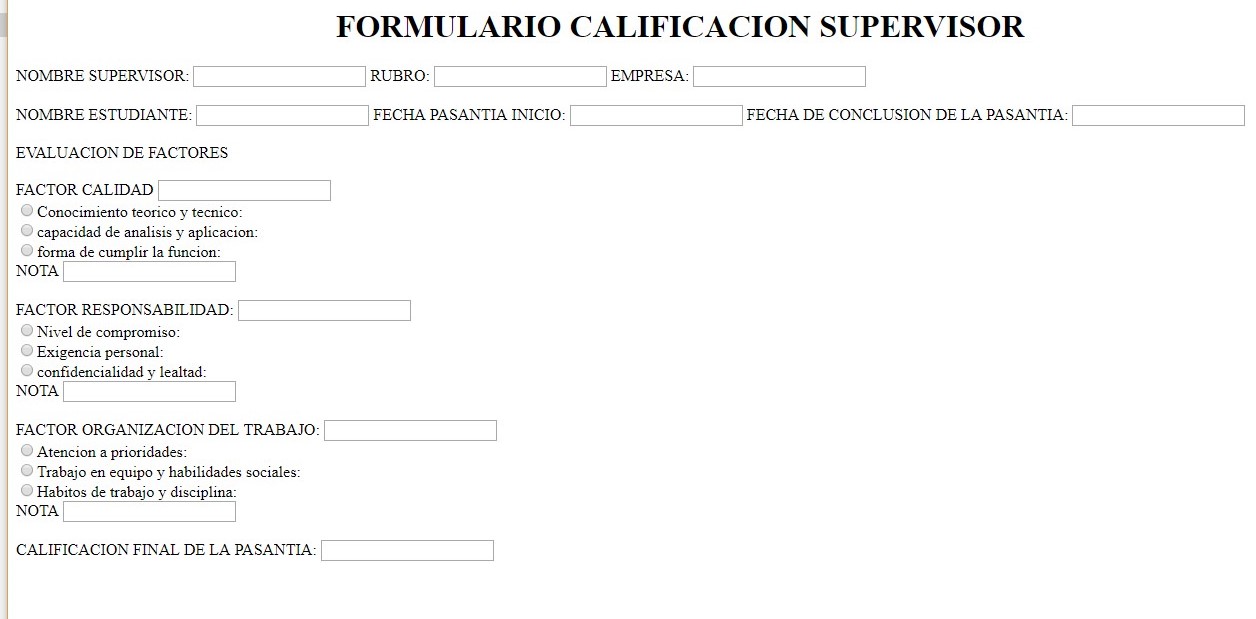 FORMULARIO CALIFICACION SUPERVISOR
NOMBRE SUPERVISOR: RUBRO: EMPRESA:
NOMBRE ESTUDIANTE: FECHA PASANTIA INICIO: FECHA DE CONCLUSION DE LA PASANTIA:
EVALUACION DE FACTORES
FACTOR CALIDAD
Conocimiento teorico y tecnico:
capacidad de analisis y aplicacion:
forma de cumplir la funcion:
NOTA
FACTOR RESPONSABILIDAD:
Nivel de compromiso:
Exigencia personal:
confidencialidad y lealtad:
NOTA
FACTOR ORGANIZACION DEL TRABAJO:
Atencion a prioridades:
Trabajo en equipo y habilidades sociales:
Habitos de trabajo y disciplina:
NOTA
CALIFICACION FINAL DE LA PASANTIA: